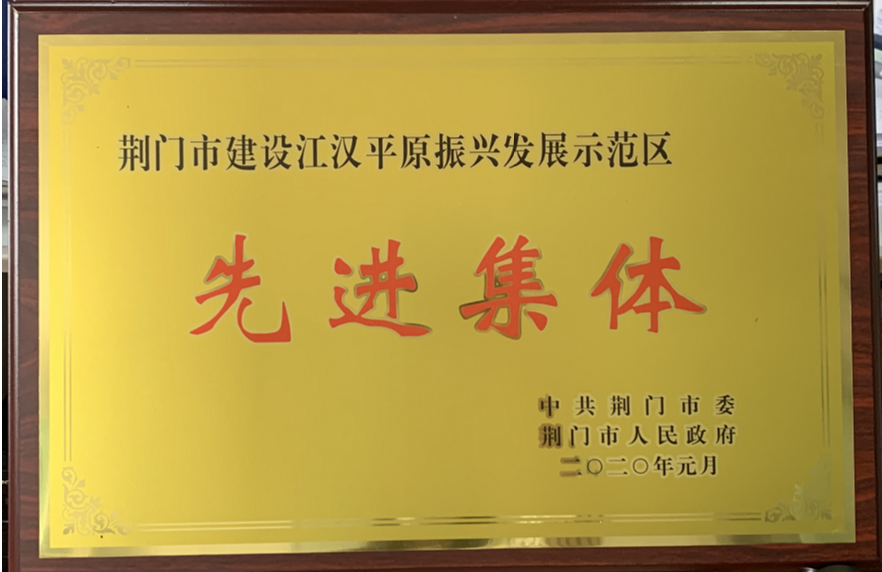 荆门市建设江汉平原振兴发展示范区
先进集体
中共荆门市委
荆门市人民政府
二〇二〇年元月